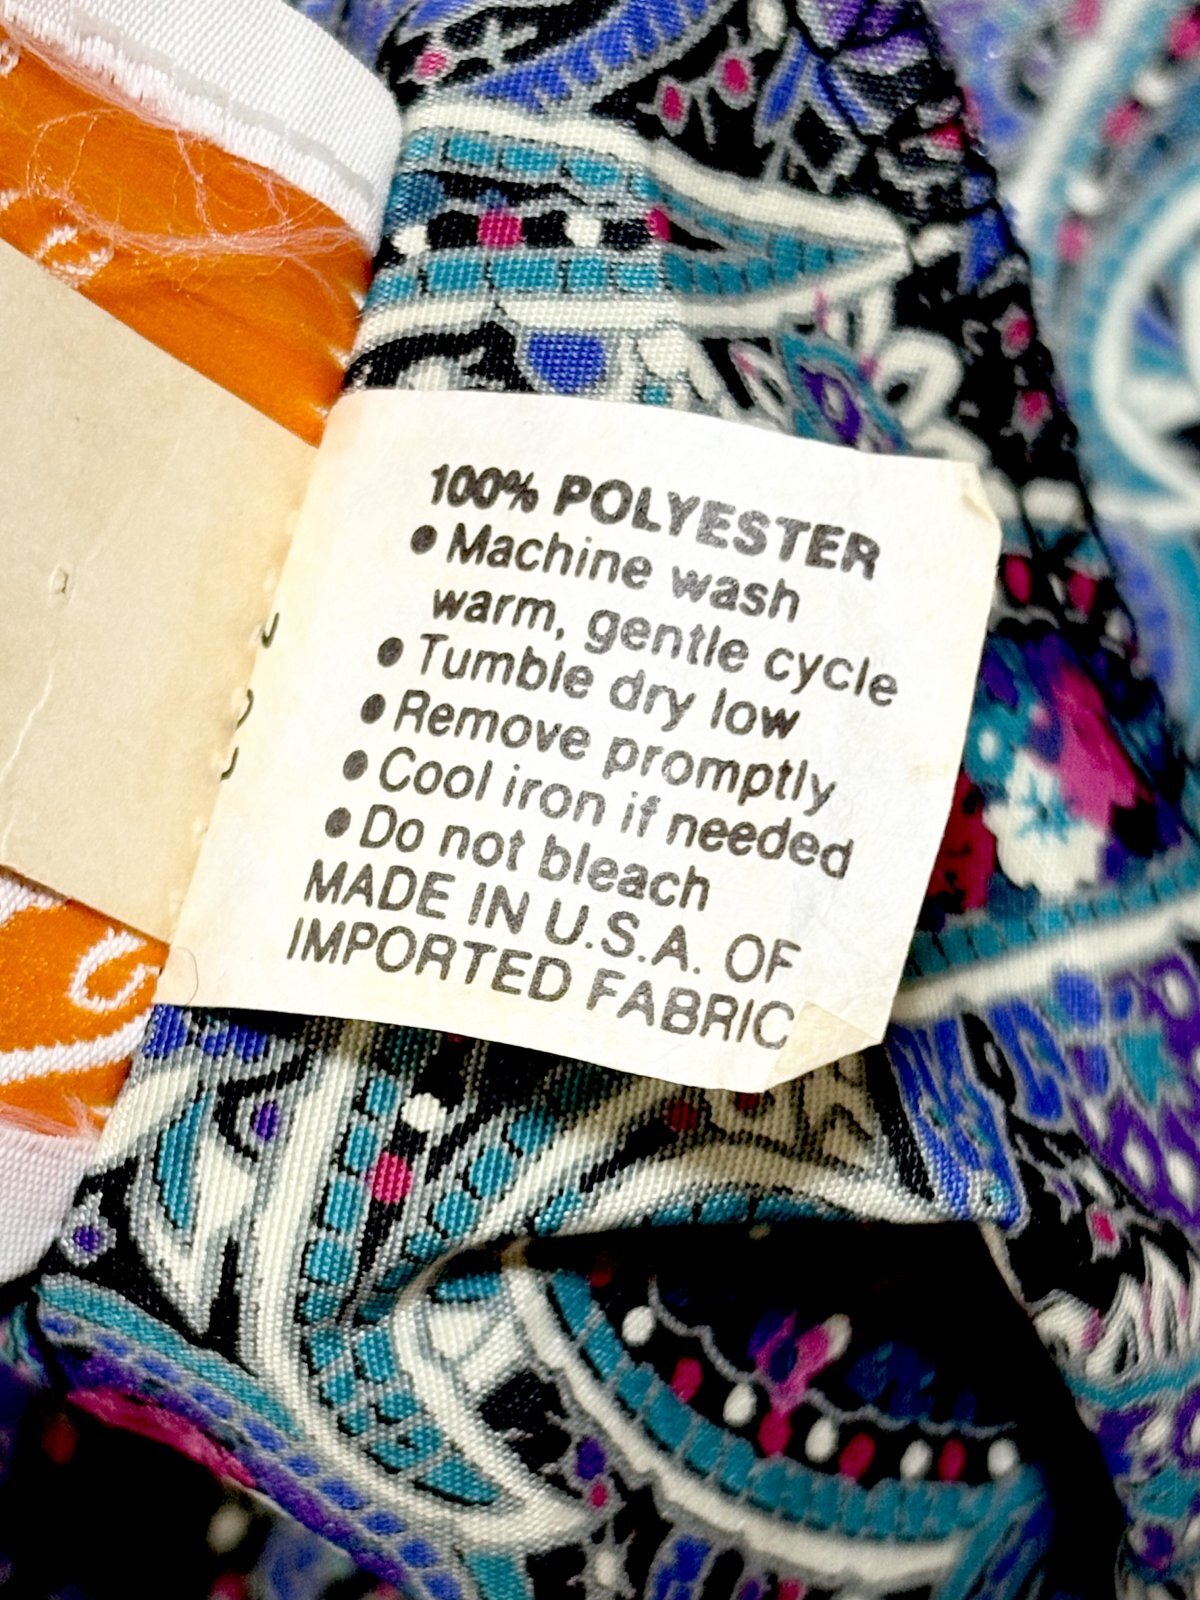 100% POLYESTER
● Machine wash
warm, gentle cycle
● Tumble dry low
● Remove promptly
● Cool iron if needed
● Do not bleach
MADE IN U.S.A. OF
IMPORTED FABRIC